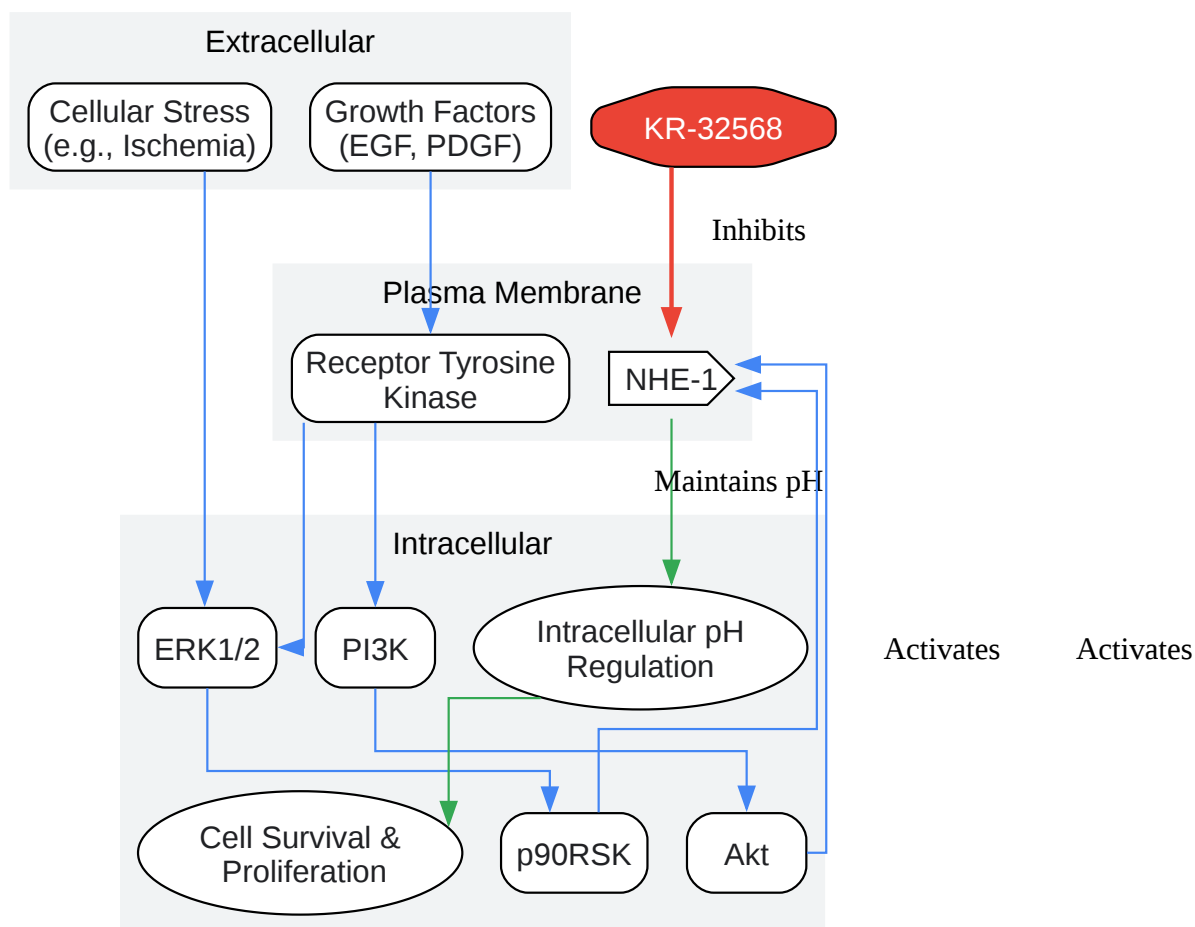 Extracellular
Cellular Stress
(e.g., Ischemia)
Growth Factors
(EGF, PDGF)
KR-32568
Inhibits
Plasma Membrane
Receptor Tyrosine
Kinase
NHE-1
Maintains pH
Intracellular
ERK1/2
PI3K
Intracellular pH
Regulation
Activates
Activates
Cell Survival &
Proliferation
p90RSK
Akt